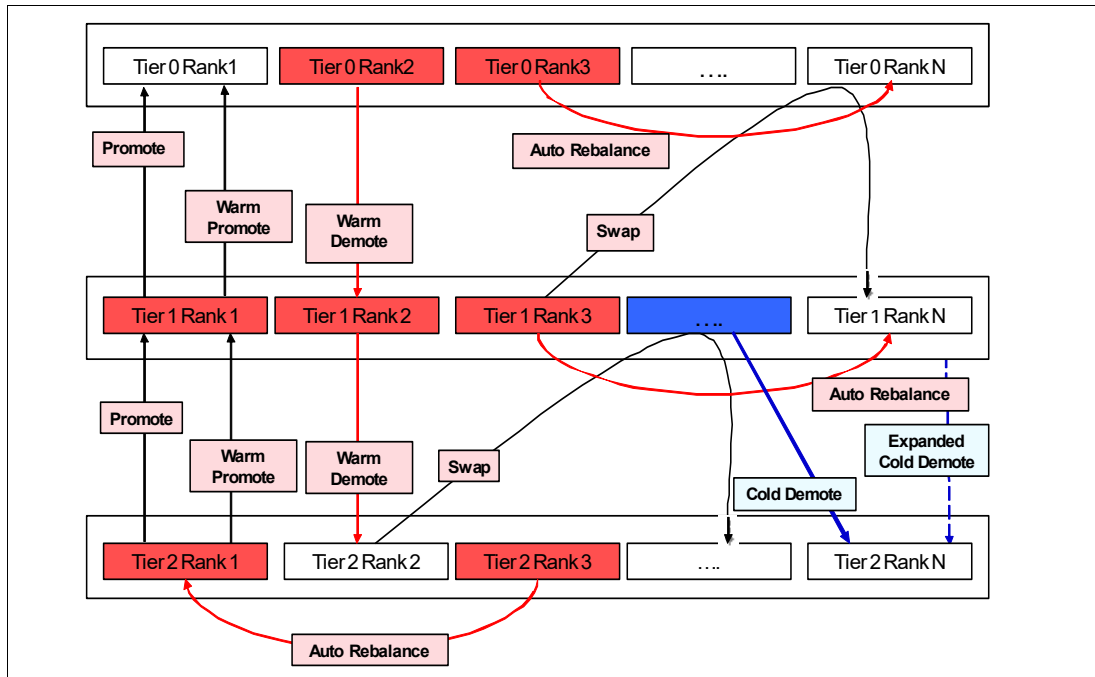 Tier 0 Rank1
Tier 0 Rank2
Tier 0 Rank3
….
Tier 0 Rank N
Promote
Auto Rebalance
Warm
Promote
Warm
Demote
Swap
Tier 1 Rank 1
Tier 1 Rank 2
Tier 1 Rank 3
….
Tier 1 Rank N
Auto Rebalance
Promote
Expanded
Cold Demote
Warm
Promote
Warm
Demote
Swap
Cold Demote
Tier 2 Rank 1
Tier 2 Rank 2
Tier 2 Rank 3
….
Tier 2 Rank N
Auto Rebalance